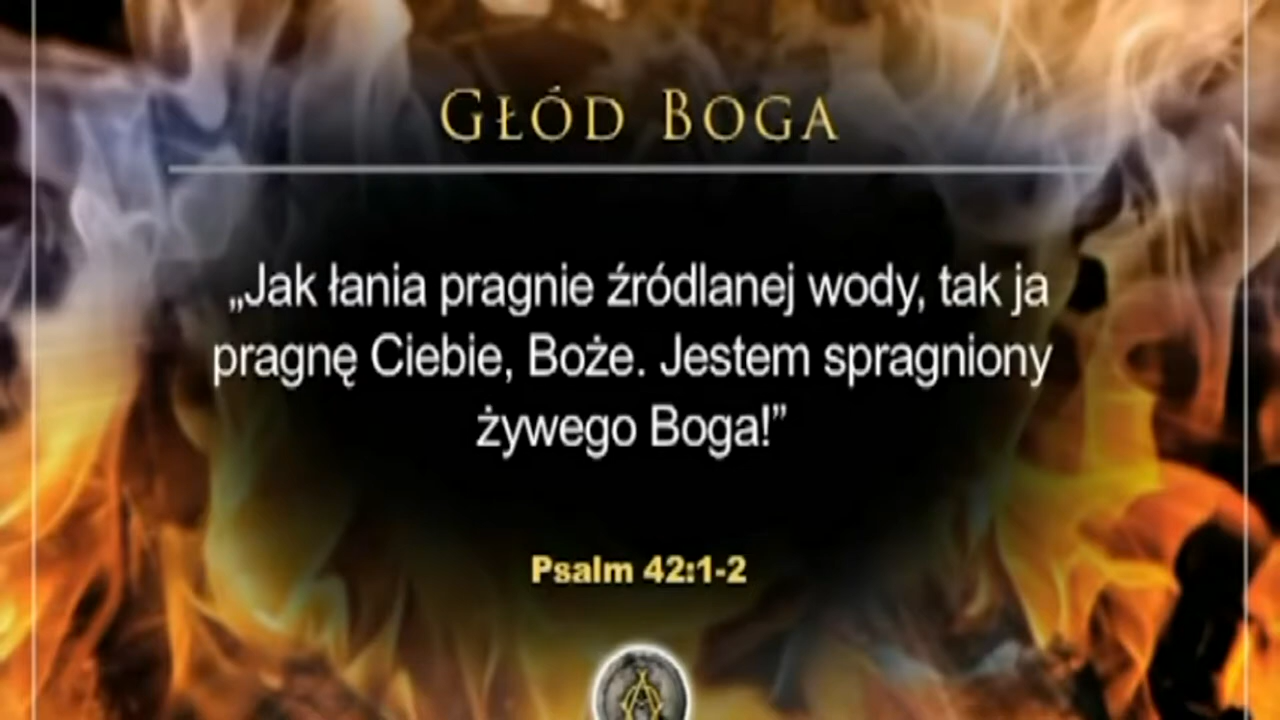 GŁÓD BOGA
„Jak łania pragnie źródlanej wody, tak ja
pragnę Ciebie, Boże. Jestem spragniony
żywego Boga!”
Psalm 42:1-2